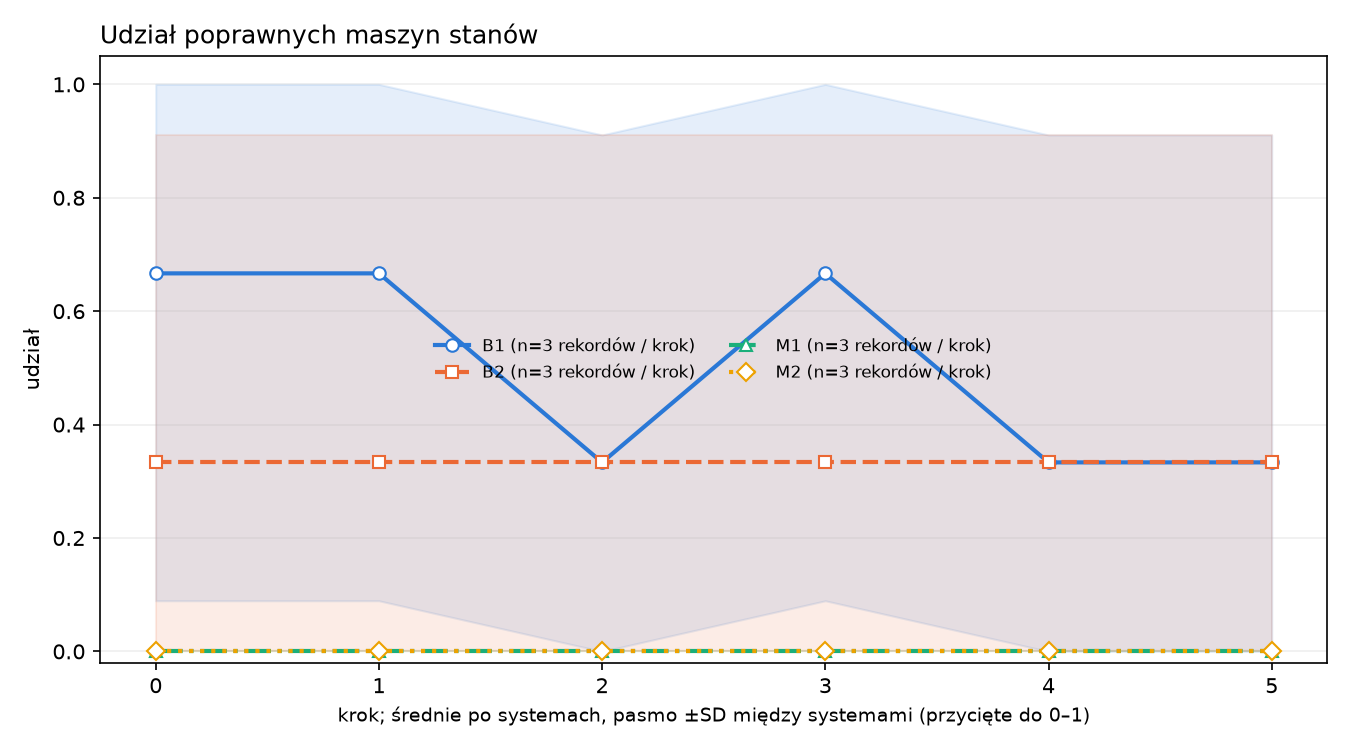 Udział poprawnych maszyn stanów
udział
1.0
0.8
0.6
0.4
0.2
0.0
B1 (n=3 rekordów / krok)
B2 (n=3 rekordów / krok)
M1 (n=3 rekordów / krok)
M2 (n=3 rekordów / krok)
0 1 2 3 4 5
krok; średnie po systemach, pasmo ±SD między systemami (przycięte do 0–1)